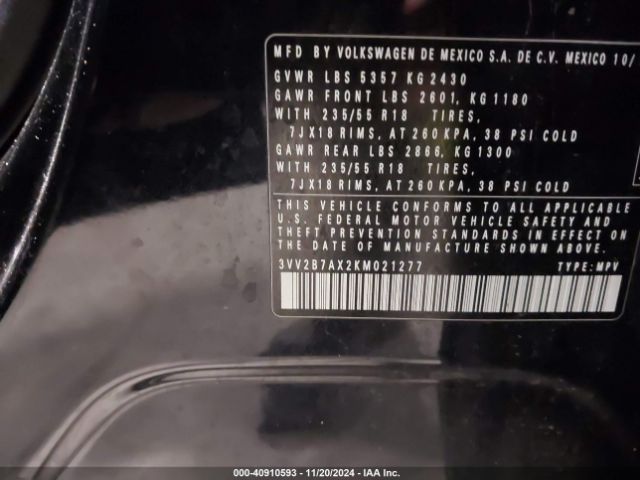 MFD BY VOLKSWAGEN DE MEXICO S.A. DE C.V. MEXICO 10/
GVWR LBS 5357 KG 2430
GAWR FRONT LBS 2601, KG 1180
WITH 235/55 R18 TIRES,
7JX18 RIMS, AT 260 KPA, 38 PSI COLD
GAWR REAR LBS 2866, KG 1300
WITH 235/55 R18 TIRES,
7JX18 RIMS, AT 260 KPA, 38 PSI COLD
THIS VEHICLE CONFORMS TO ALL APPLICABLE
U.S. FEDERAL MOTOR VEHICLE SAFETY AND
THEFT PREVENTION STANDARDS IN EFFECT ON
THE DATE OF MANUFACTURE SHOWN ABOVE.
3VV2B7AX2KM021277 TYPE: MPV
000-40910593 - 11/20/2024 - IAA Inc.